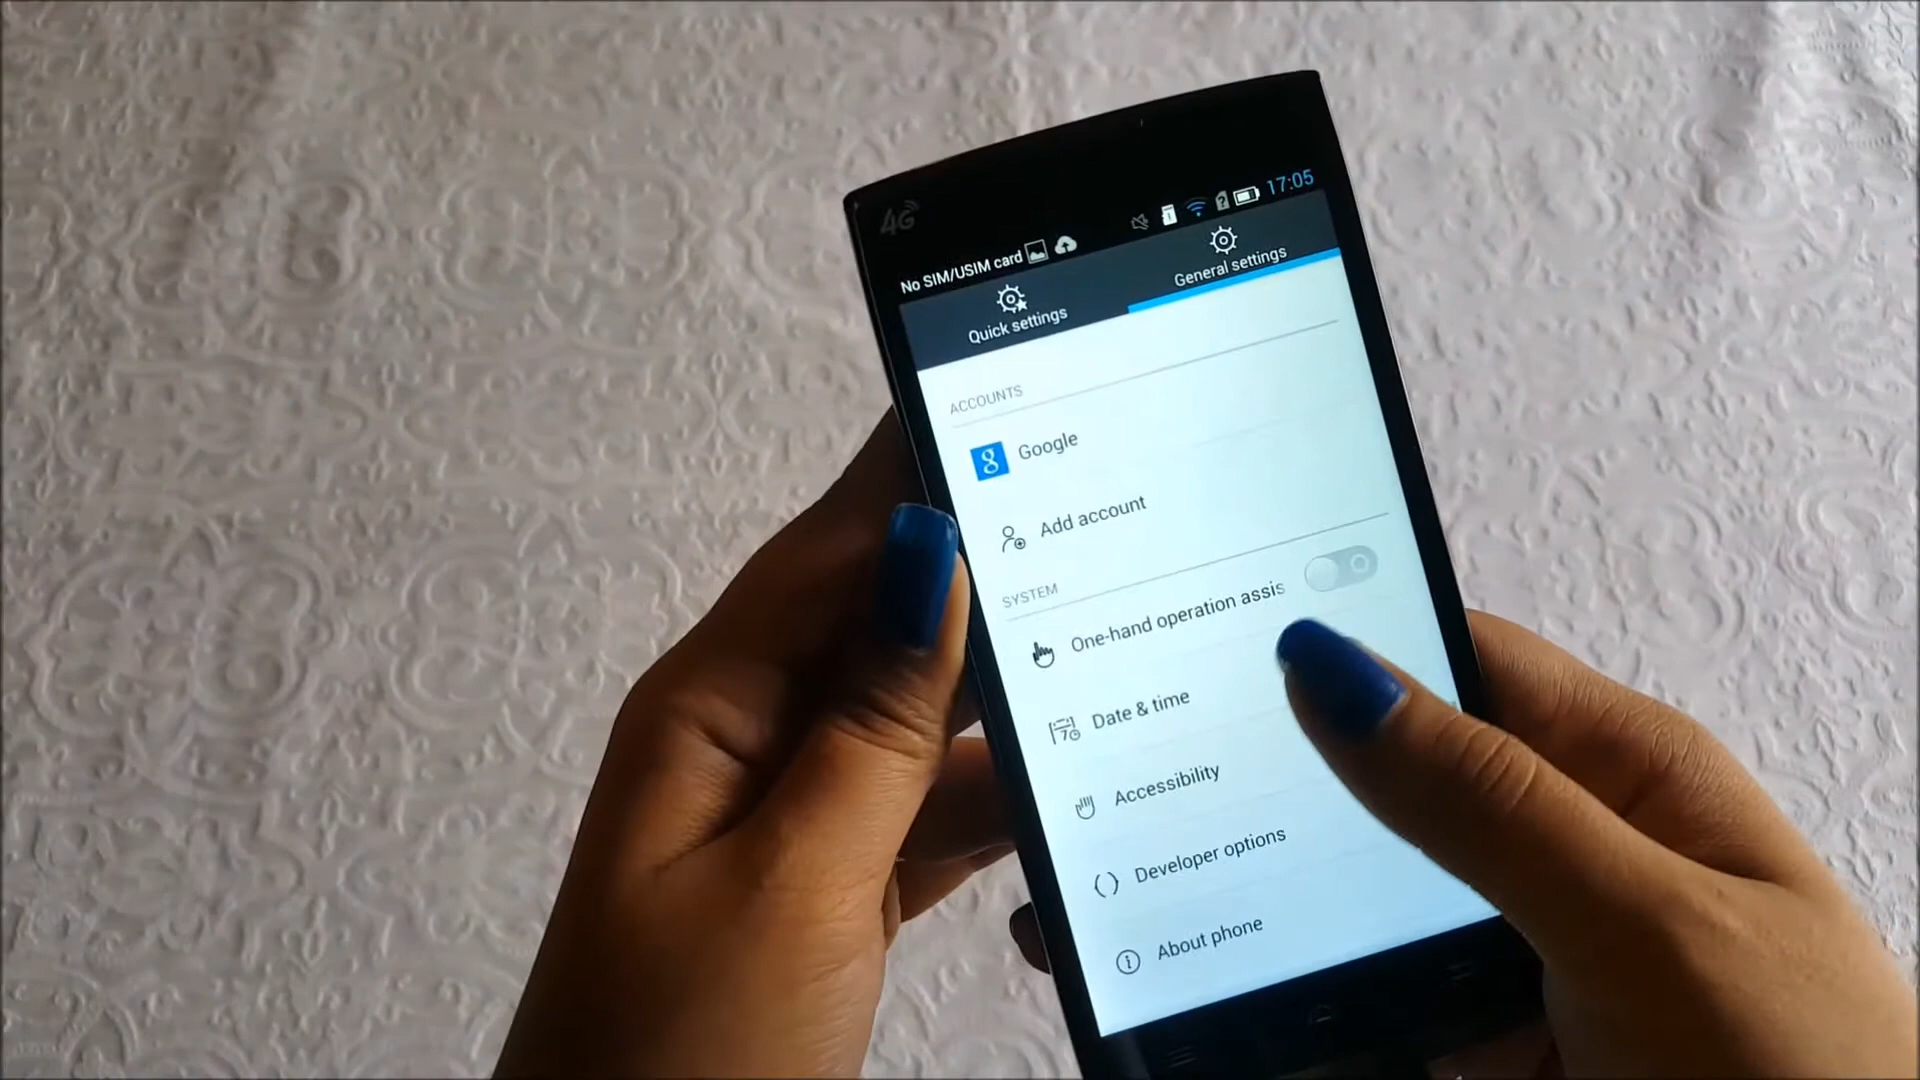 4G
17:05
No SIM/USIM card
Quick settings
General settings
ACCOUNTS
Google
Add account
SYSTEM
One-hand operation assis
Date & time
Accessibility
Developer options
About phone